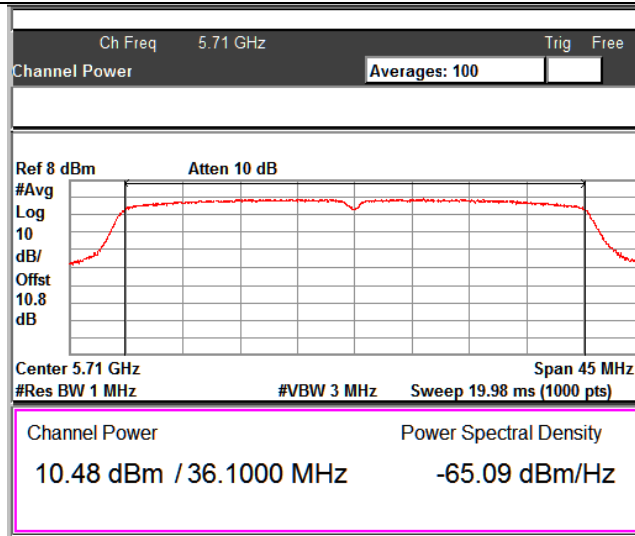 Ch Freq 5.71 GHz Trig Free
Channel Power Averages: 100
Ref 8 dBm Atten 10 dB
#Avg
Log
10
dB/
Offst
10.8
dB
Center 5.71 GHz Span 45 MHz
#Res BW 1 MHz #VBW 3 MHz Sweep 19.98 ms (1000 pts)
Channel Power Power Spectral Density
10.48 dBm / 36.1000 MHz -65.09 dBm/Hz